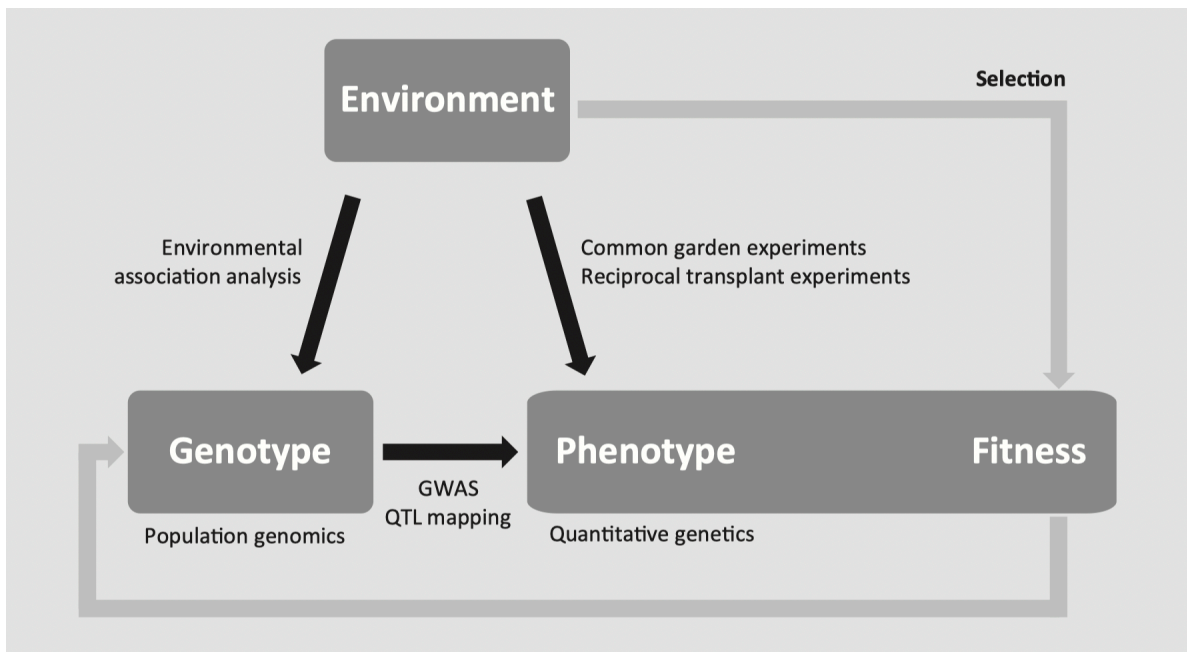 Environment
Selection
Environmental
association analysis
Common garden experiments
Reciprocal transplant experiments
Genotype
Phenotype
Fitness
GWAS
QTL mapping
Population genomics
Quantitative genetics